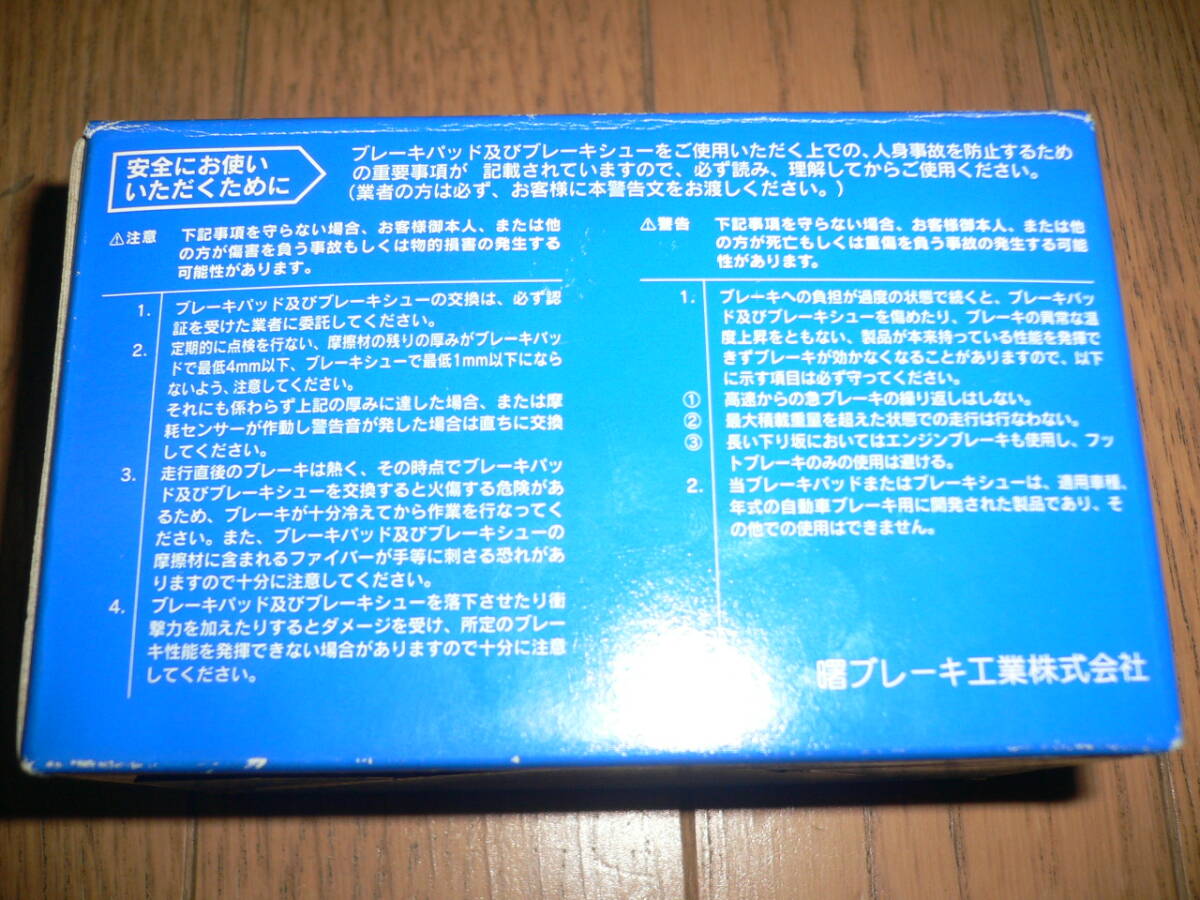 安全にお使い
いただくために
ブレーキパッド及びブレーキシューをご使用いただく上での、人身事故を防止するため
の重要事項が 記載されていますので、必ず読み、理解してからご使用ください。
(業者の方は必ず、お客様に本警告文をお渡しください。)
⚠注意
下記事項を守らない場合、お客様御本人、または他
の方が傷害を負う事故もしくは物的損害の発生する
可能性があります。
1. ブレーキパッド及びブレーキシューの交換は、必ず認
証を受けた業者に委託してください。
2. 定期的に点検を行ない、摩擦材の残りの厚みがブレーキパッ
ドで最低4mm以下、ブレーキシューで最低1mm以下になら
ないよう、注意してください。
それにも係わらず上記の厚みに達した場合、または摩
耗センサーが作動し警告音が発した場合は直ちに交換
してください。
3. 走行直後のブレーキは熱く、その時点でブレーキパッ
ド及びブレーキシューを交換すると火傷する危険があ
るため、ブレーキが十分冷えてから作業を行なってく
ださい。また、ブレーキパッド及びブレーキシューの
摩擦材に含まれるファイバーが手等に刺さる恐れがあ
りますので十分に注意してください。
4. ブレーキパッド及びブレーキシューを落下させたり衝
撃力を加えたりするとダメージを受け、所定のブレー
キ性能を発揮できない場合がありますので十分に注意
してください。
⚠警告
下記事項を守らない場合、お客様御本人、または他
の方が死亡もしくは重傷を負う事故の発生する可能
性があります。
1. ブレーキへの負担が過度の状態で続くと、ブレーキパッ
ド及びブレーキシューを傷めたり、ブレーキの異常な温
度上昇をともない、製品が本来持っている性能を発揮で
きずブレーキが効かなくなることがありますので、以下
に示す項目は必ず守ってください。
① 高速からの急ブレーキの繰り返しはしない。
② 最大積載重量を超えた状態での走行は行なわない。
③ 長い下り坂においてはエンジンブレーキも使用し、フッ
トブレーキのみの使用は避ける。
2. 当ブレーキパッドまたはブレーキシューは、適用車種、
年式の自動車ブレーキ用に開発された製品であり、そ
の他での使用はできません。
曙ブレーキ工業株式会社